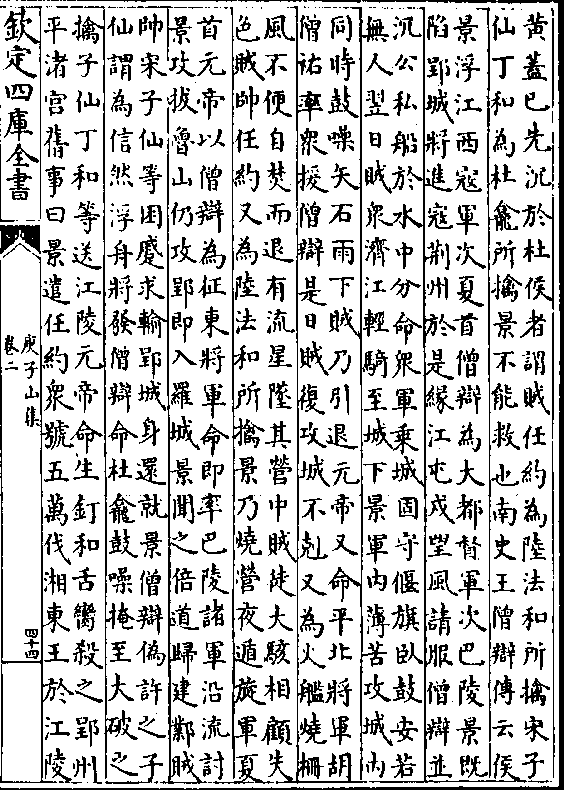 黄蓋已先沉於杜侯者謂賊任約為陸法和所擒宋子
仙丁和為杜龕所擒景不能救也南史王僧辯傳云侯
景浮江西寇軍次夏首僧辯為大都督軍次巴陵景既
陷郢城將進寇荆州於是緣江屯戍望風請服僧辯並
沉公私船於水中分命衆軍乗城固守偃旗臥鼓安若
無人翌日賊衆濟江輕騎至城下景軍肉薄苦攻城内
同時鼓噪矢石雨下賊乃引退元帝又命平北將軍胡
僧祐率衆援僧辯是日賊復攻城不剋又為火艦燒栅
風不便自焚而退有流星墜其營中賊徒大駭相顧失
色賊帥任約又為陸法和所擒景乃燒營夜遁旋軍夏
首元帝以僧辯為征東將軍命即率巴陵諸軍沿流討
景攻拔魯山仍攻郢即入羅城景聞之倍道歸建鄴賊
帥宋子仙等困蹙求輸郢城身還就景僧辯偽許之子
仙謂為信然浮舟將發僧辯命杜龕鼓噪掩至大破之
擒子仙丁和等送江陵元帝命生釘和舌臠殺之郢州
平渚宫舊事曰景遣任約衆號五萬伐湘東王於江陵
欽定四庫全書
庾子山集
卷二
四十四